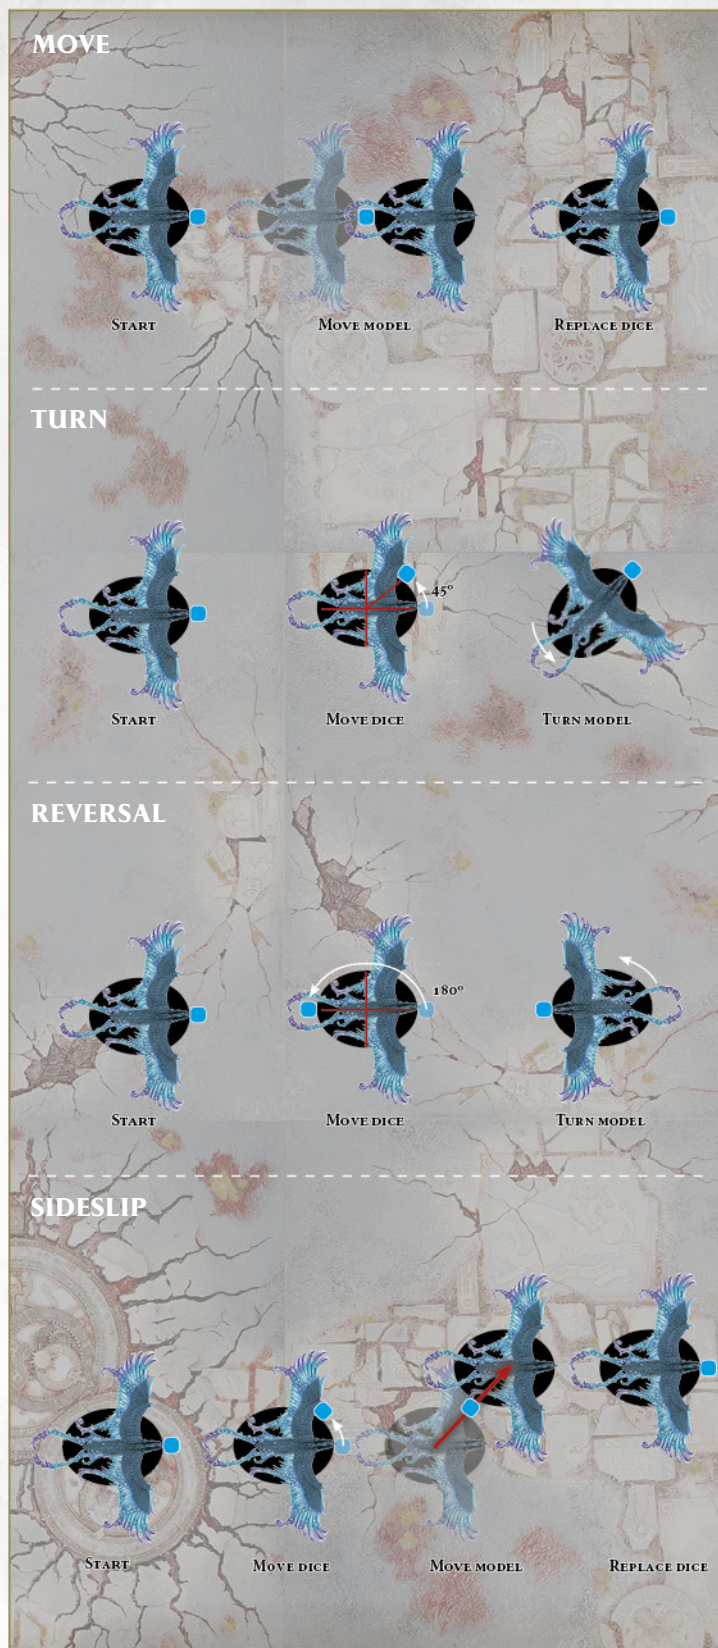 MOVE
START
MOVE MODEL
REPLACE DICE
TURN
45°
START
MOVE DICE
TURN MODEL
REVERSAL
180°
START
MOVE DICE
TURN MODEL
SIDESLIP
START
MOVE DICE
MOVE MODEL
REPLACE DICE